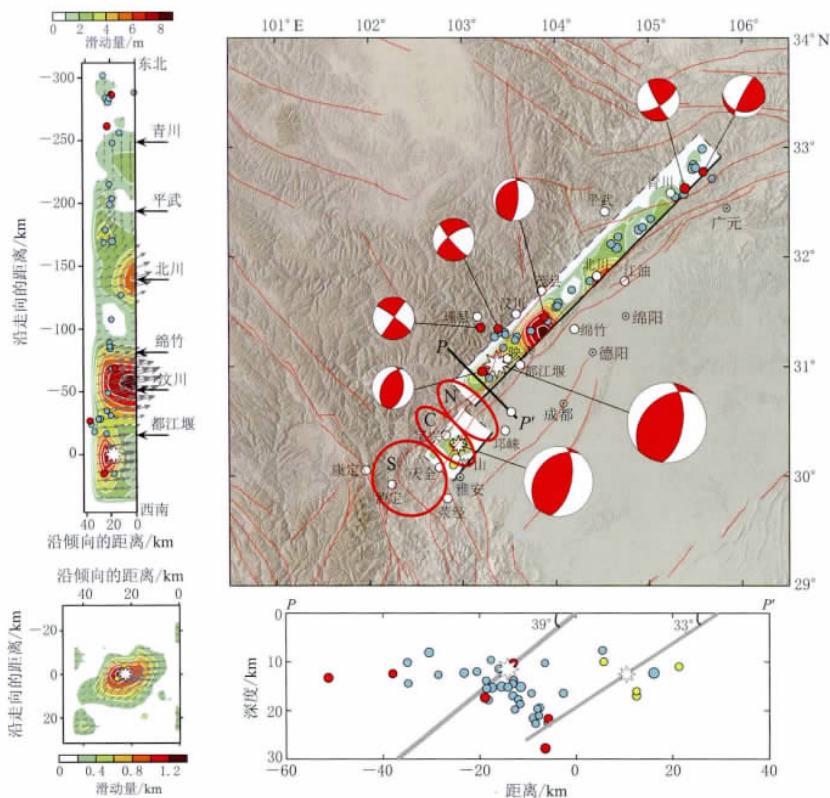 0 2 4 6 8
滑动量/m
东北
−300
−250
−200
−150
−100
−50
0
青川
平武
北川
绵竹
汶川
都江堰
西南
沿走向的距离/km
40 20 0
沿倾向的距离/km
101°E 102° 103° 104° 105° 106°
34°N
33°
32°
31°
30°
29°
青川
平武
广元
北川
江油
茂县
汶川
理县
绵竹
绵阳
德阳
都江堰
成都
P
P'
N
C
S
邛崃
康定
天全
雅安
荥经
沿倾向的距离/km
40 20 0
沿走向的距离/km
−20
0
20
0 0.4 0.8 1.2
滑动量/km
P P'
39° 33°
深度/km
0
10
20
30
−60 −40 −20 0 20 40
距离/km